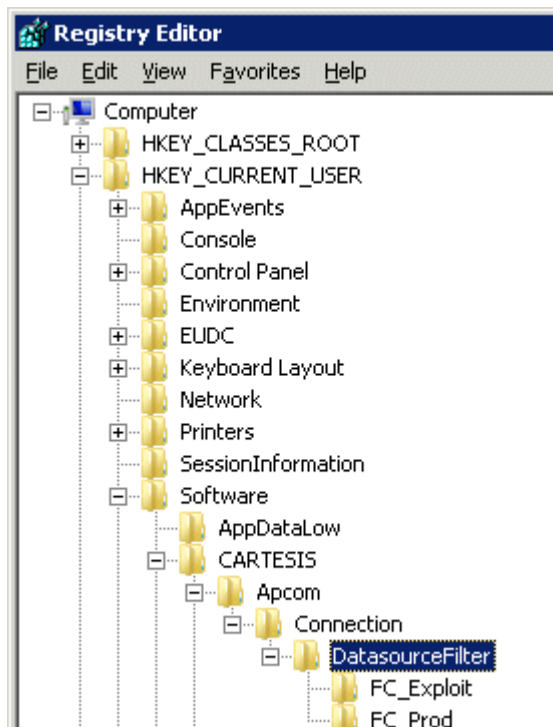 Registry Editor
File Edit View Favorites Help
Computer
HKEY_CLASSES_ROOT
HKEY_CURRENT_USER
AppEvents
Console
Control Panel
Environment
EUDC
Keyboard Layout
Network
Printers
SessionInformation
Software
AppDataLow
CARTESIS
Apcom
Connection
DatasourceFilter
FC_Exploit
FC_Prod